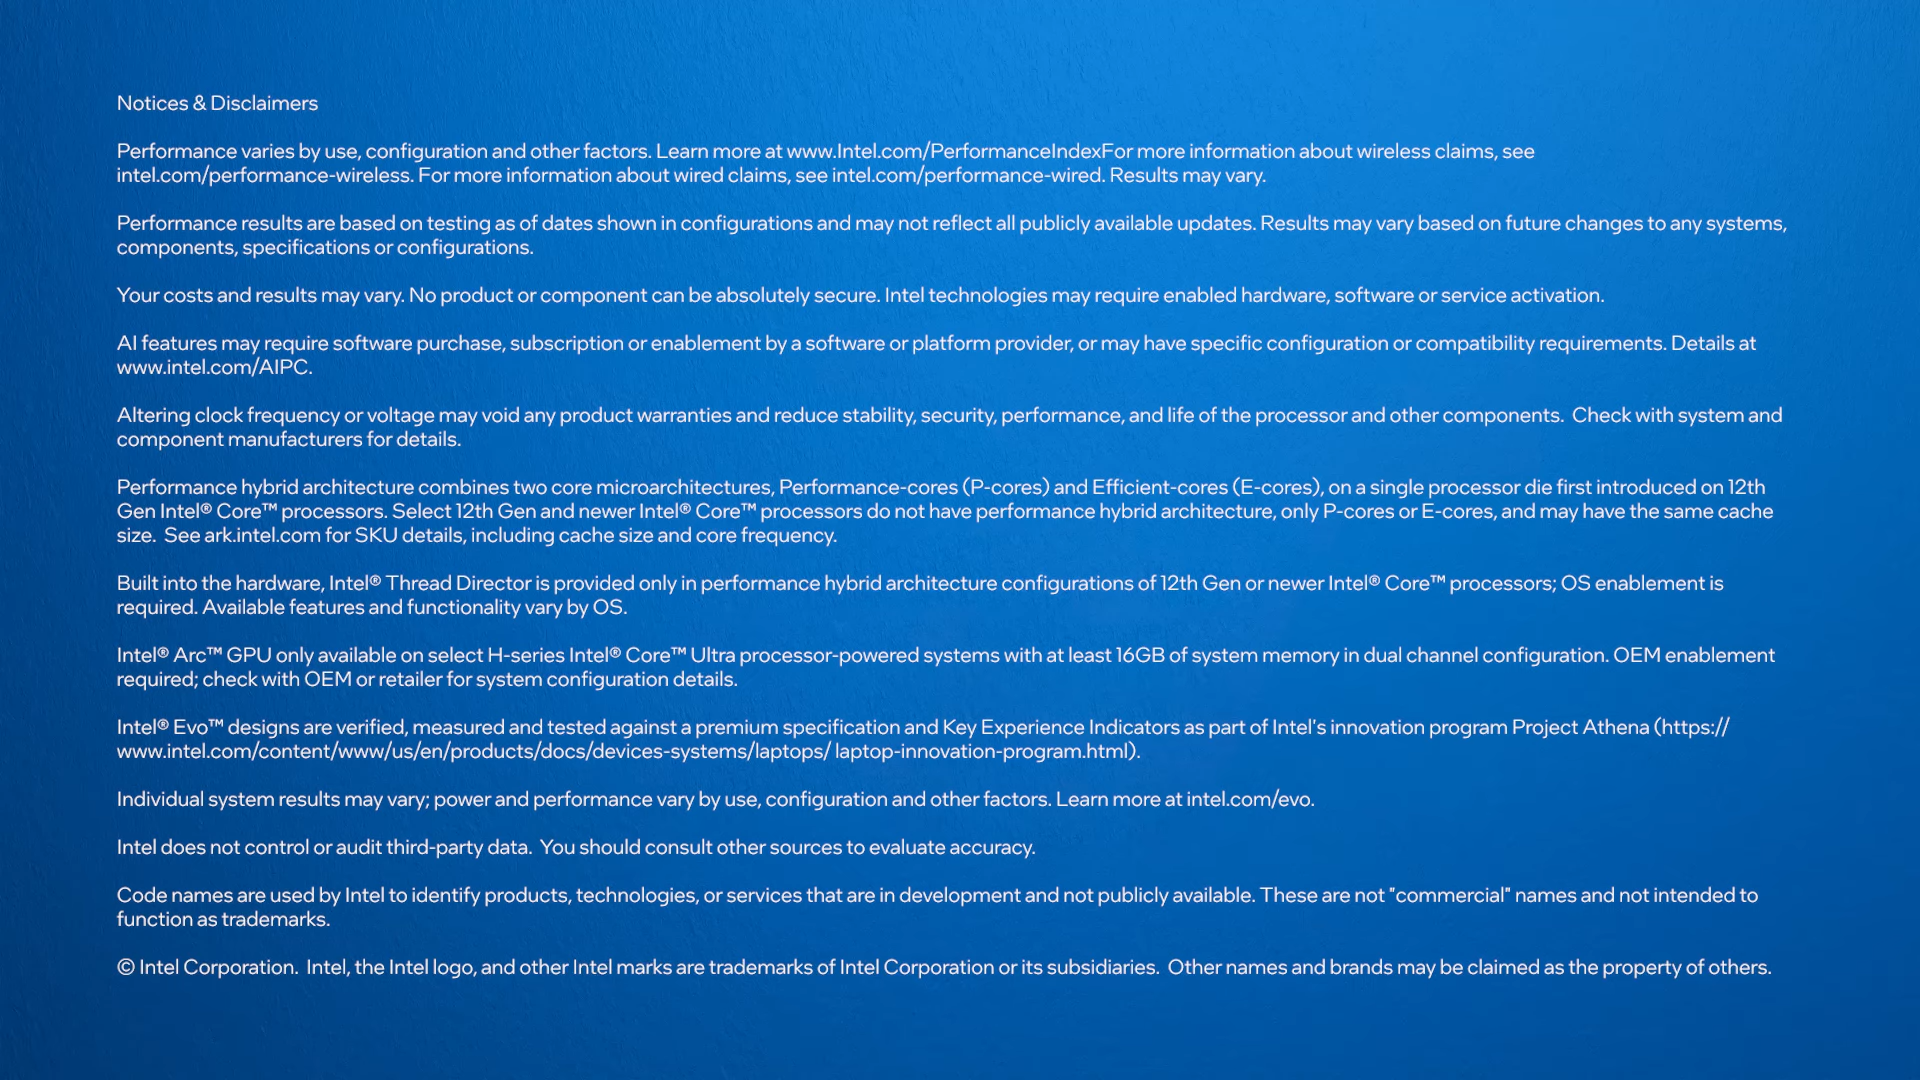 Notices & Disclaimers
Performance varies by use, configuration and other factors. Learn more at www.Intel.com/PerformanceIndexFor more information about wireless claims, see
intel.com/performance-wireless. For more information about wired claims, see intel.com/performance-wired. Results may vary.
Performance results are based on testing as of dates shown in configurations and may not reflect all publicly available updates. Results may vary based on future changes to any systems,
components, specifications or configurations.
Your costs and results may vary. No product or component can be absolutely secure. Intel technologies may require enabled hardware, software or service activation.
AI features may require software purchase, subscription or enablement by a software or platform provider, or may have specific configuration or compatibility requirements. Details at
www.intel.com/AIPC.
Altering clock frequency or voltage may void any product warranties and reduce stability, security, performance, and life of the processor and other components.  Check with system and
component manufacturers for details.
Performance hybrid architecture combines two core microarchitectures, Performance-cores (P-cores) and Efficient-cores (E-cores), on a single processor die first introduced on 12th
Gen Intel® Core™ processors. Select 12th Gen and newer Intel® Core™ processors do not have performance hybrid architecture, only P-cores or E-cores, and may have the same cache
size.  See ark.intel.com for SKU details, including cache size and core frequency.
Built into the hardware, Intel® Thread Director is provided only in performance hybrid architecture configurations of 12th Gen or newer Intel® Core™ processors; OS enablement is
required. Available features and functionality vary by OS.
Intel® Arc™ GPU only available on select H-series Intel® Core™ Ultra processor-powered systems with at least 16GB of system memory in dual channel configuration. OEM enablement
required; check with OEM or retailer for system configuration details.
Intel® Evo™ designs are verified, measured and tested against a premium specification and Key Experience Indicators as part of Intel's innovation program Project Athena (https://
www.intel.com/content/www/us/en/products/docs/devices-systems/laptops/ laptop-innovation-program.html).
Individual system results may vary; power and performance vary by use, configuration and other factors. Learn more at intel.com/evo.
Intel does not control or audit third-party data.  You should consult other sources to evaluate accuracy.
Code names are used by Intel to identify products, technologies, or services that are in development and not publicly available. These are not "commercial" names and not intended to
function as trademarks.
© Intel Corporation.  Intel, the Intel logo, and other Intel marks are trademarks of Intel Corporation or its subsidiaries.  Other names and brands may be claimed as the property of others.